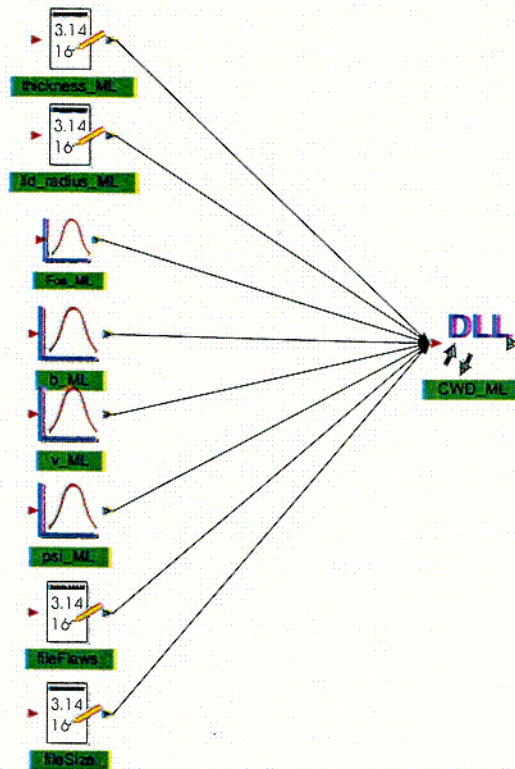 3.14
16
thickness_ML
3.14
16
lid_radius_ML
Fos_ML
b_ML
v_ML
psi_ML
3.14
16
fileFlaws
3.14
16
fileSize
DLL
CWD_ML